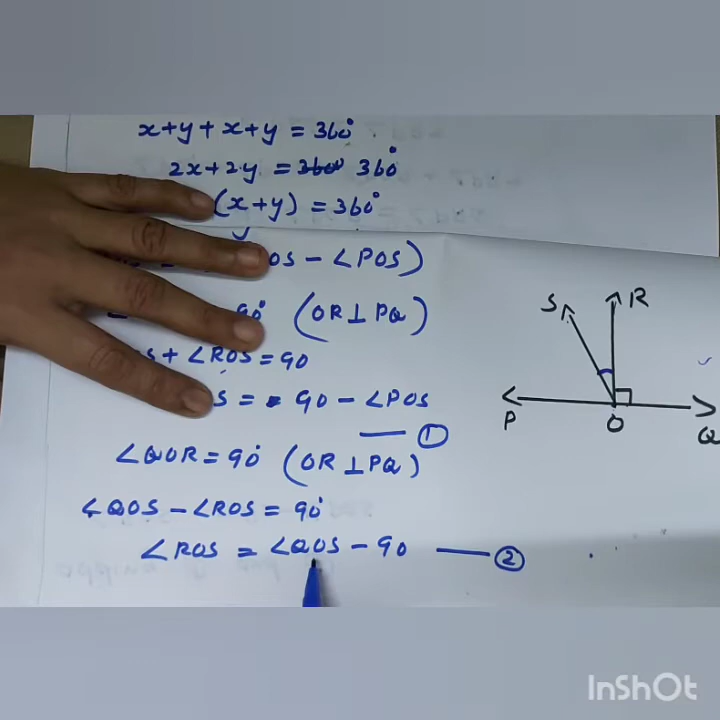 x+y+x+y = 360°
2x+2y = 360° 360°
(x+y) = 360°
OS − ∠POS)
90° (OR⊥PQ)
+ ∠ROS = 90
S = 90 − ∠POS
①
∠QOR = 90° (OR⊥PQ)
∠QOS − ∠ROS = 90°
∠ROS = ∠QOS − 90 —— ②
S R
P O Q
InShOt